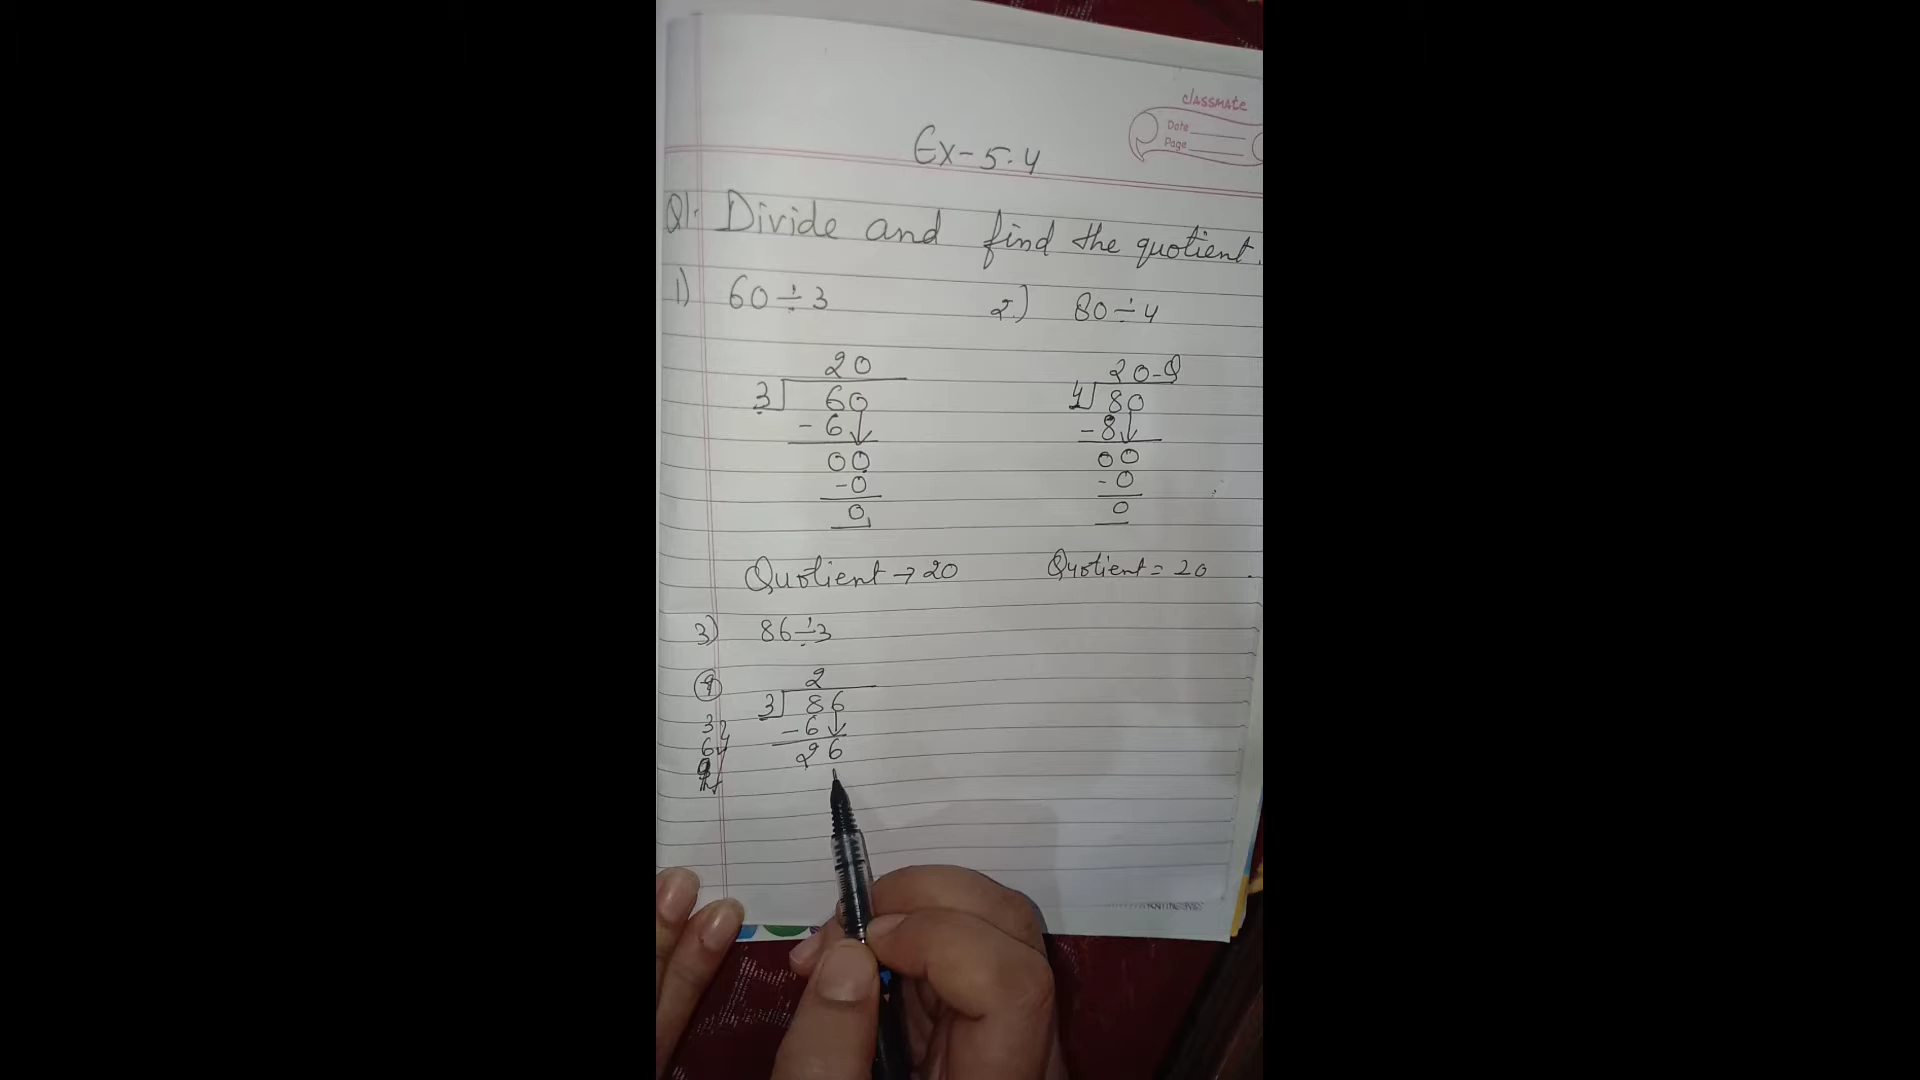 classmate
Date
Page
Ex-5.4
Q1. Divide and find the quotient.
1) 60÷3
2.) 80÷4
20
3 60
-6
00
-0
0
20-Q
4 80
-8
00
-0
0
Quotient → 20
Quotient = 20
3) 86÷3
2
3 86
-6
26
3
6